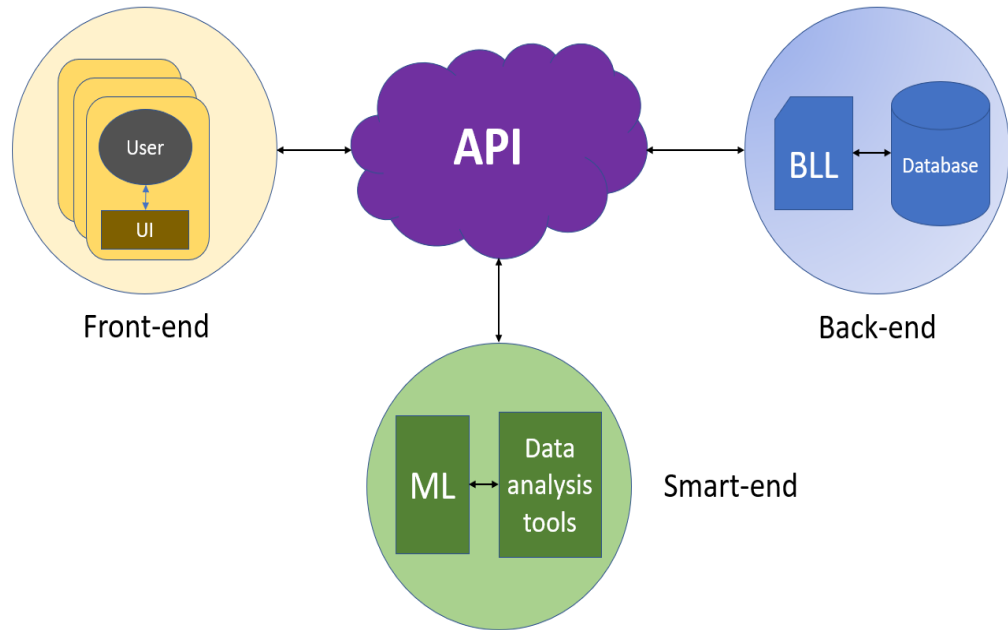 User
UI
Front-end
API
BLL
Database
Back-end
ML
Data
analysis
tools
Smart-end